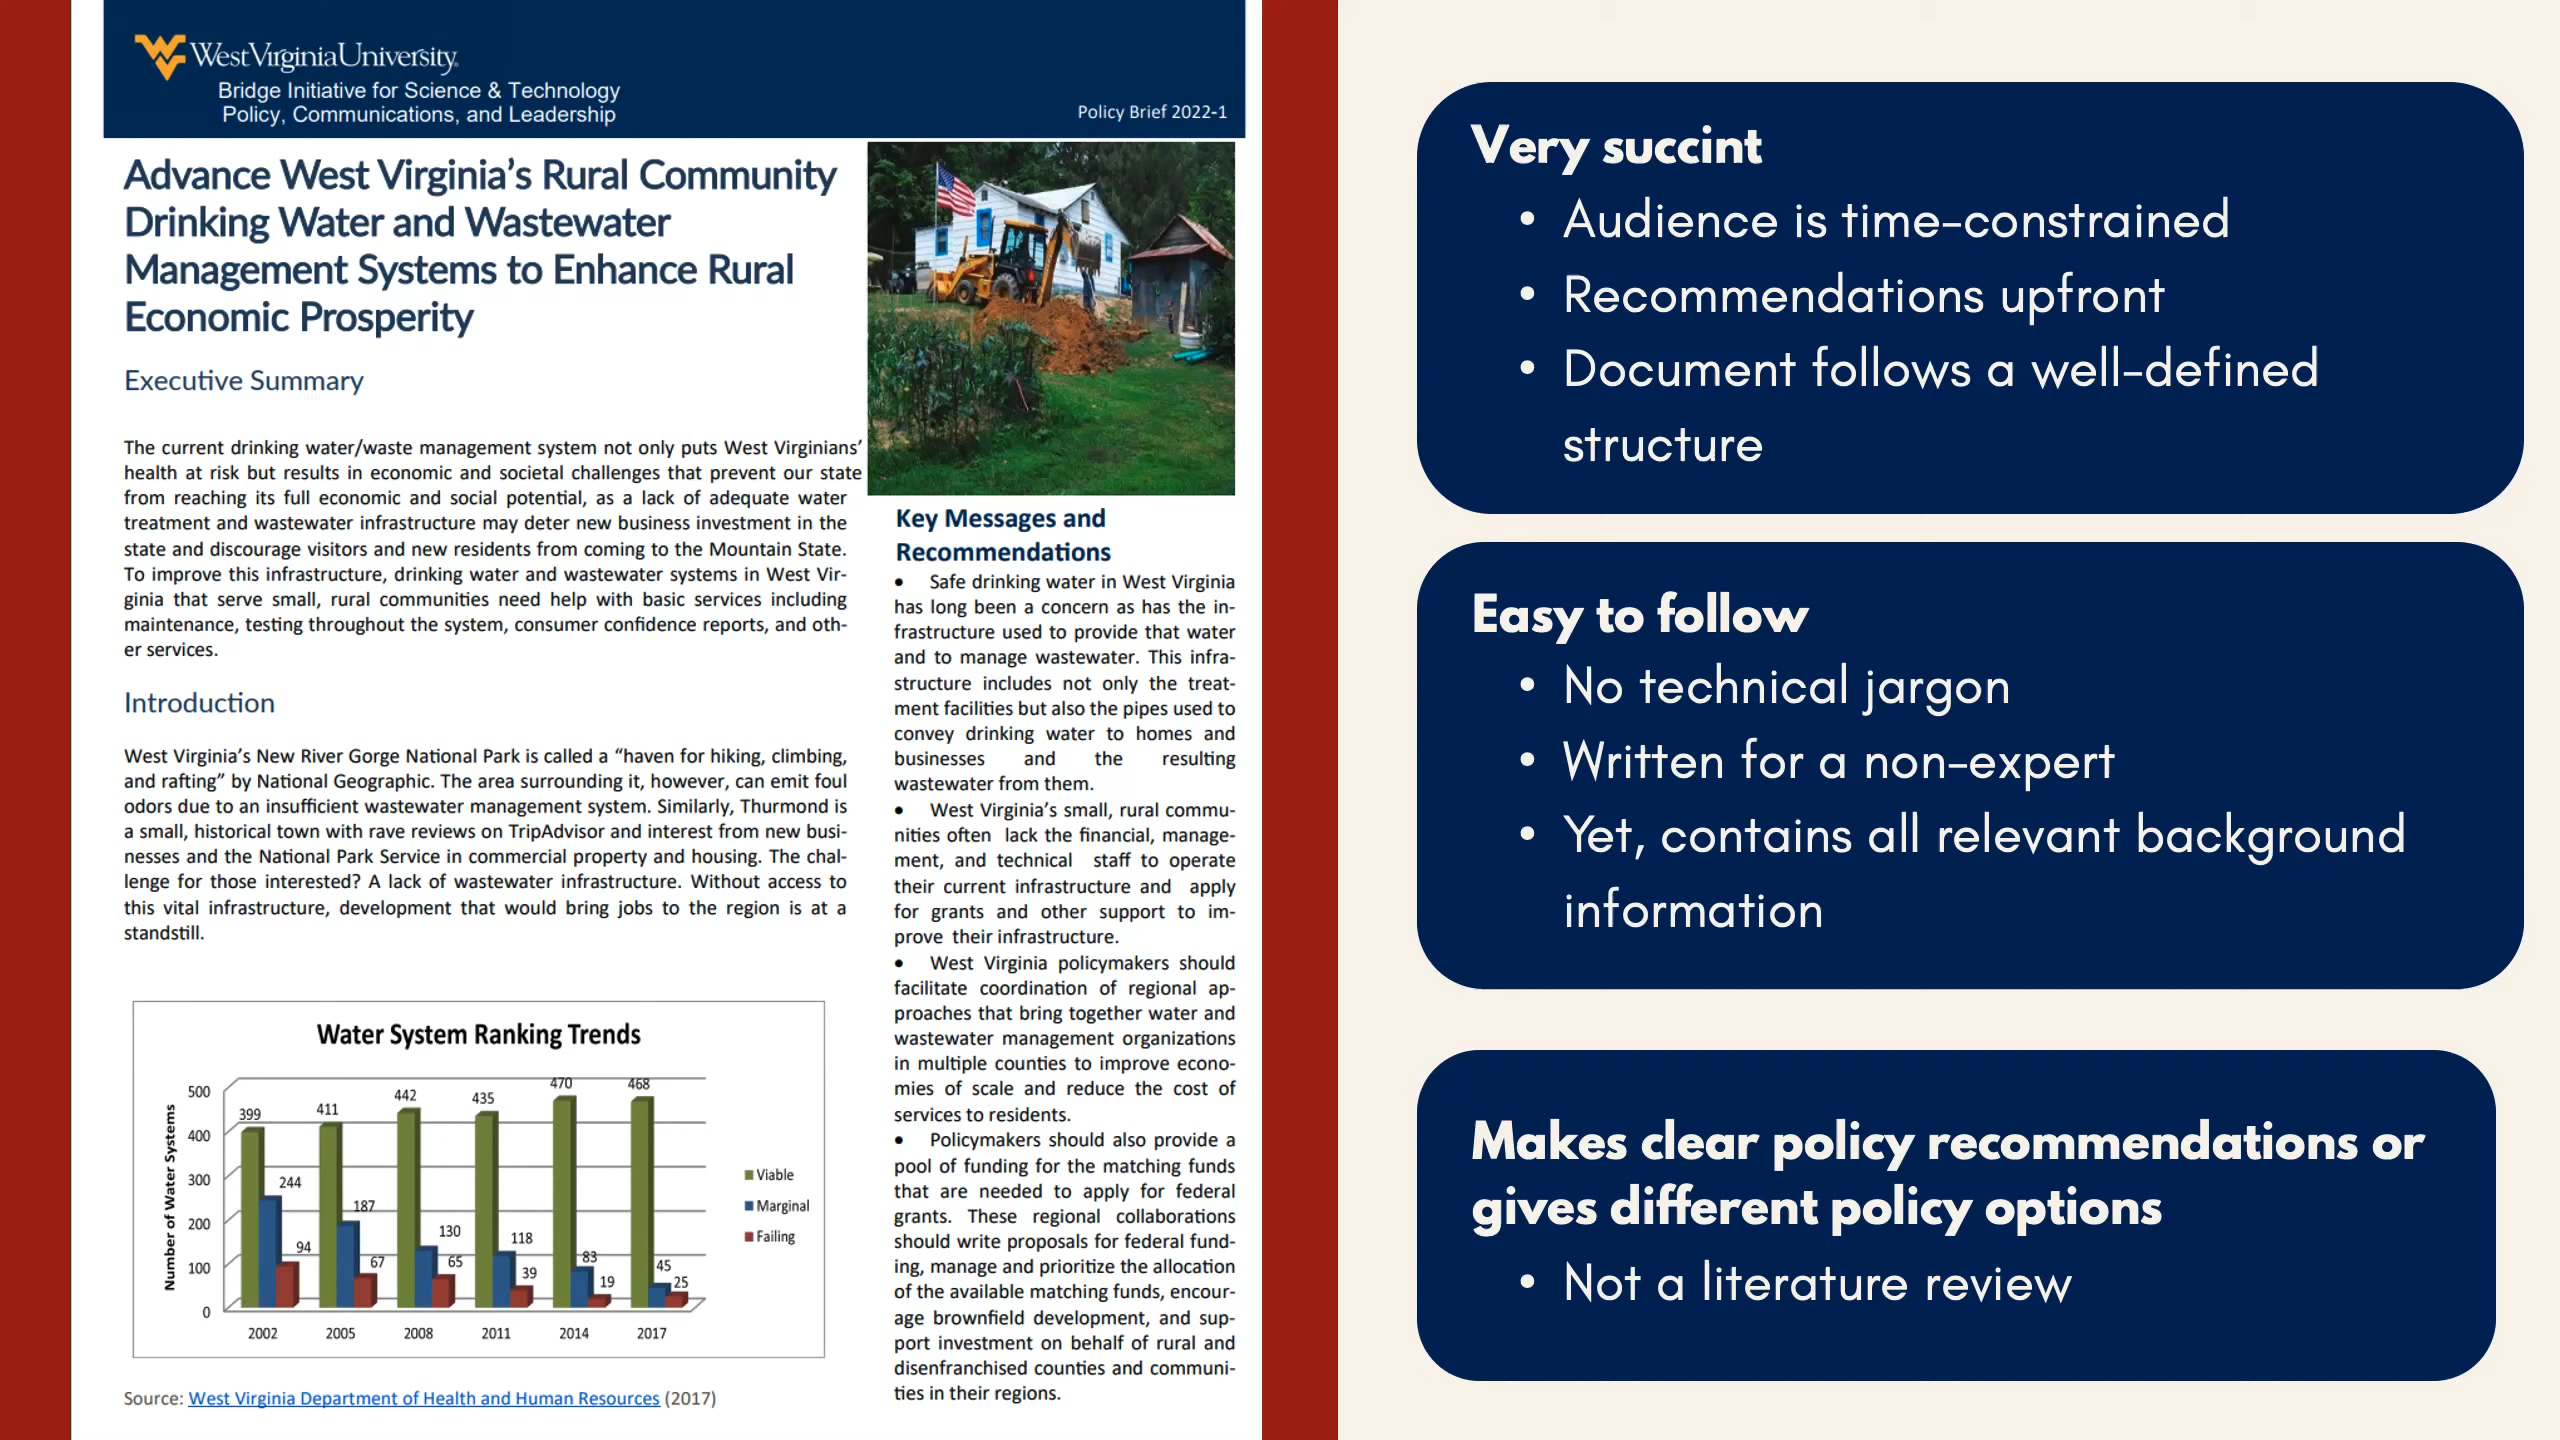 WestVirginiaUniversity.
Bridge Initiative for Science & Technology
Policy, Communications, and Leadership
Policy Brief 2022-1
Advance West Virginia's Rural Community
Drinking Water and Wastewater
Management Systems to Enhance Rural
Economic Prosperity
Executive Summary
The current drinking water/waste management system not only puts West Virginians'
health at risk but results in economic and societal challenges that prevent our state
from reaching its full economic and social potential, as a lack of adequate water
treatment and wastewater infrastructure may deter new business investment in the
state and discourage visitors and new residents from coming to the Mountain State.
To improve this infrastructure, drinking water and wastewater systems in West Vir-
ginia that serve small, rural communities need help with basic services including
maintenance, testing throughout the system, consumer confidence reports, and oth-
er services.
Introduction
West Virginia's New River Gorge National Park is called a “haven for hiking, climbing,
and rafting” by National Geographic. The area surrounding it, however, can emit foul
odors due to an insufficient wastewater management system. Similarly, Thurmond is
a small, historical town with rave reviews on TripAdvisor and interest from new busi-
nesses and the National Park Service in commercial property and housing. The chal-
lenge for those interested? A lack of wastewater infrastructure. Without access to
this vital infrastructure, development that would bring jobs to the region is at a
standstill.
Water System Ranking Trends
Number of Water Systems
500
400
300
200
100
0
399
244
94
411
187
67
442
130
65
435
118
39
470
83
19
468
45
25
2002
2005
2008
2011
2014
2017
Viable
Marginal
Failing
Source: West Virginia Department of Health and Human Resources (2017)
Key Messages and
Recommendations
• Safe drinking water in West Virginia
has long been a concern as has the in-
frastructure used to provide that water
and to manage wastewater. This infra-
structure includes not only the treat-
ment facilities but also the pipes used to
convey drinking water to homes and
businesses and the resulting
wastewater from them.
• West Virginia's small, rural commu-
nities often lack the financial, manage-
ment, and technical staff to operate
their current infrastructure and apply
for grants and other support to im-
prove their infrastructure.
• West Virginia policymakers should
facilitate coordination of regional ap-
proaches that bring together water and
wastewater management organizations
in multiple counties to improve econo-
mies of scale and reduce the cost of
services to residents.
• Policymakers should also provide a
pool of funding for the matching funds
that are needed to apply for federal
grants. These regional collaborations
should write proposals for federal fund-
ing, manage and prioritize the allocation
of the available matching funds, encour-
age brownfield development, and sup-
port investment on behalf of rural and
disenfranchised counties and communi-
ties in their regions.
Very succint
• Audience is time-constrained
• Recommendations upfront
• Document follows a well-defined
structure
Easy to follow
• No technical jargon
• Written for a non-expert
• Yet, contains all relevant background
information
Makes clear policy recommendations or
gives different policy options
• Not a literature review